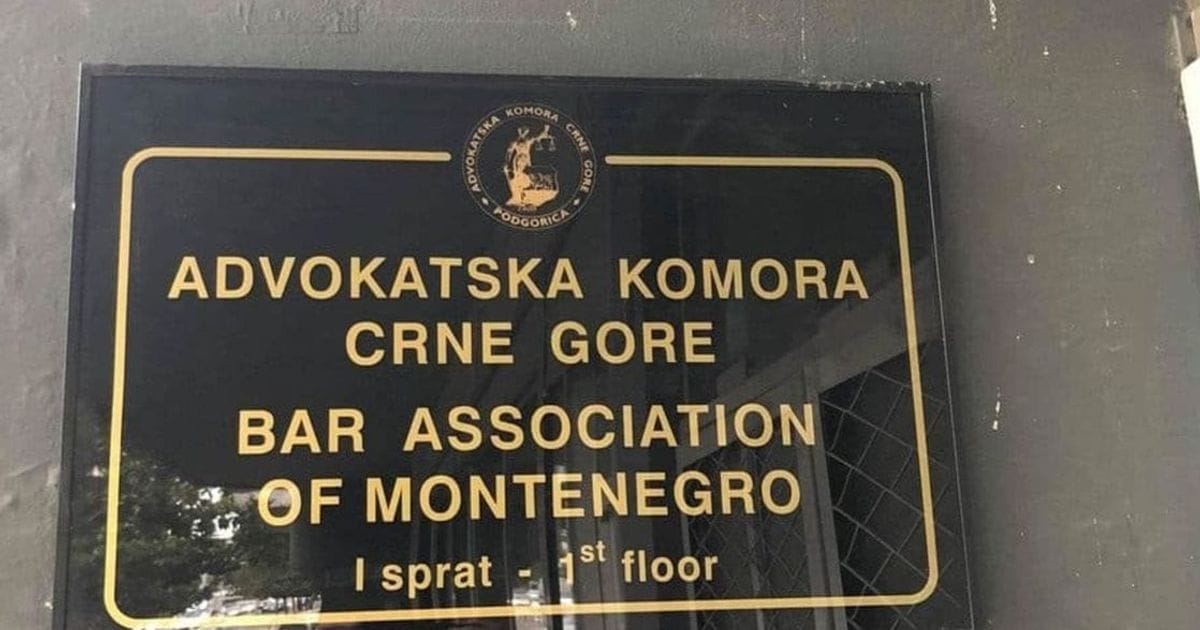 ADVOKATSKA KOMORA CRNE GORE
PODGORICA
ADVOKATSKA KOMORA
CRNE GORE
BAR ASSOCIATION
OF MONTENEGRO
I sprat - 1st floor